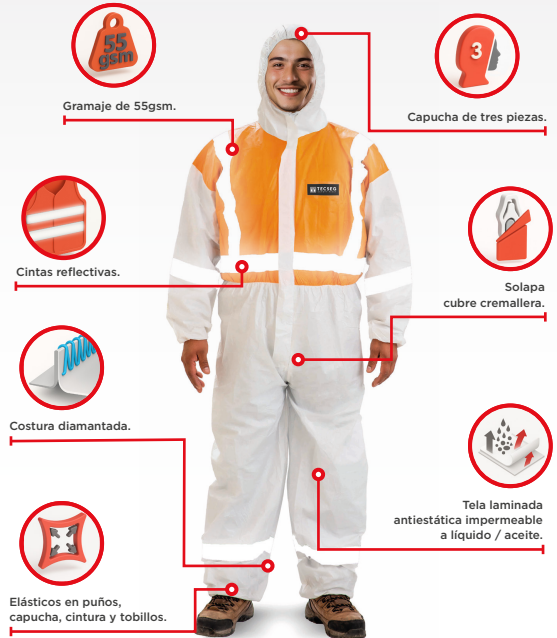 55
gsm
Gramaje de 55gsm.
3
Capucha de tres piezas.
TECSEG
Cintas reflectivas.
Solapa
cubre cremallera.
Costura diamantada.
Tela laminada
antiestática impermeable
a líquido / aceite.
Elásticos en puños,
capucha, cintura y tobillos.